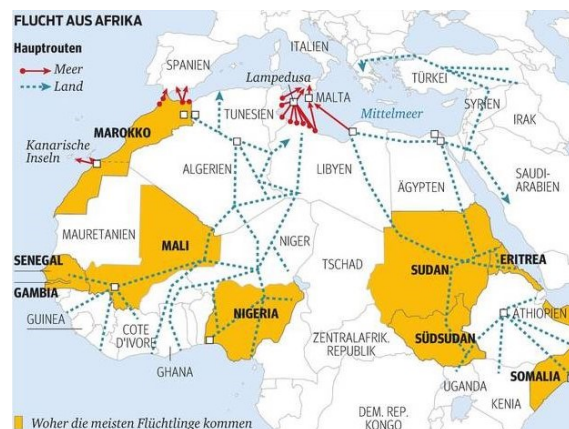 FLUCHT AUS AFRIKA
Hauptrouten
Meer
Land
SPANIEN
ITALIEN
Lampedusa
MALTA
TÜRKEI
SYRIEN
IRAK
Mittelmeer
TUNESIEN
MAROKKO
Kanarische
Inseln
ALGERIEN
LIBYEN
ÄGYPTEN
SAUDI-
ARABIEN
MAURETANIEN
MALI
NIGER
TSCHAD
SUDAN
ERITREA
SENEGAL
GAMBIA
GUINEA
COTE
D'IVORE
GHANA
NIGERIA
ZENTRALAFRIK.
REPUBLIK
SÜDSUDAN
ÄTHIOPIEN
UGANDA
SOMALIA
KENIA
DEM. REP.
KONGO
Woher die meisten Flüchtlinge kommen